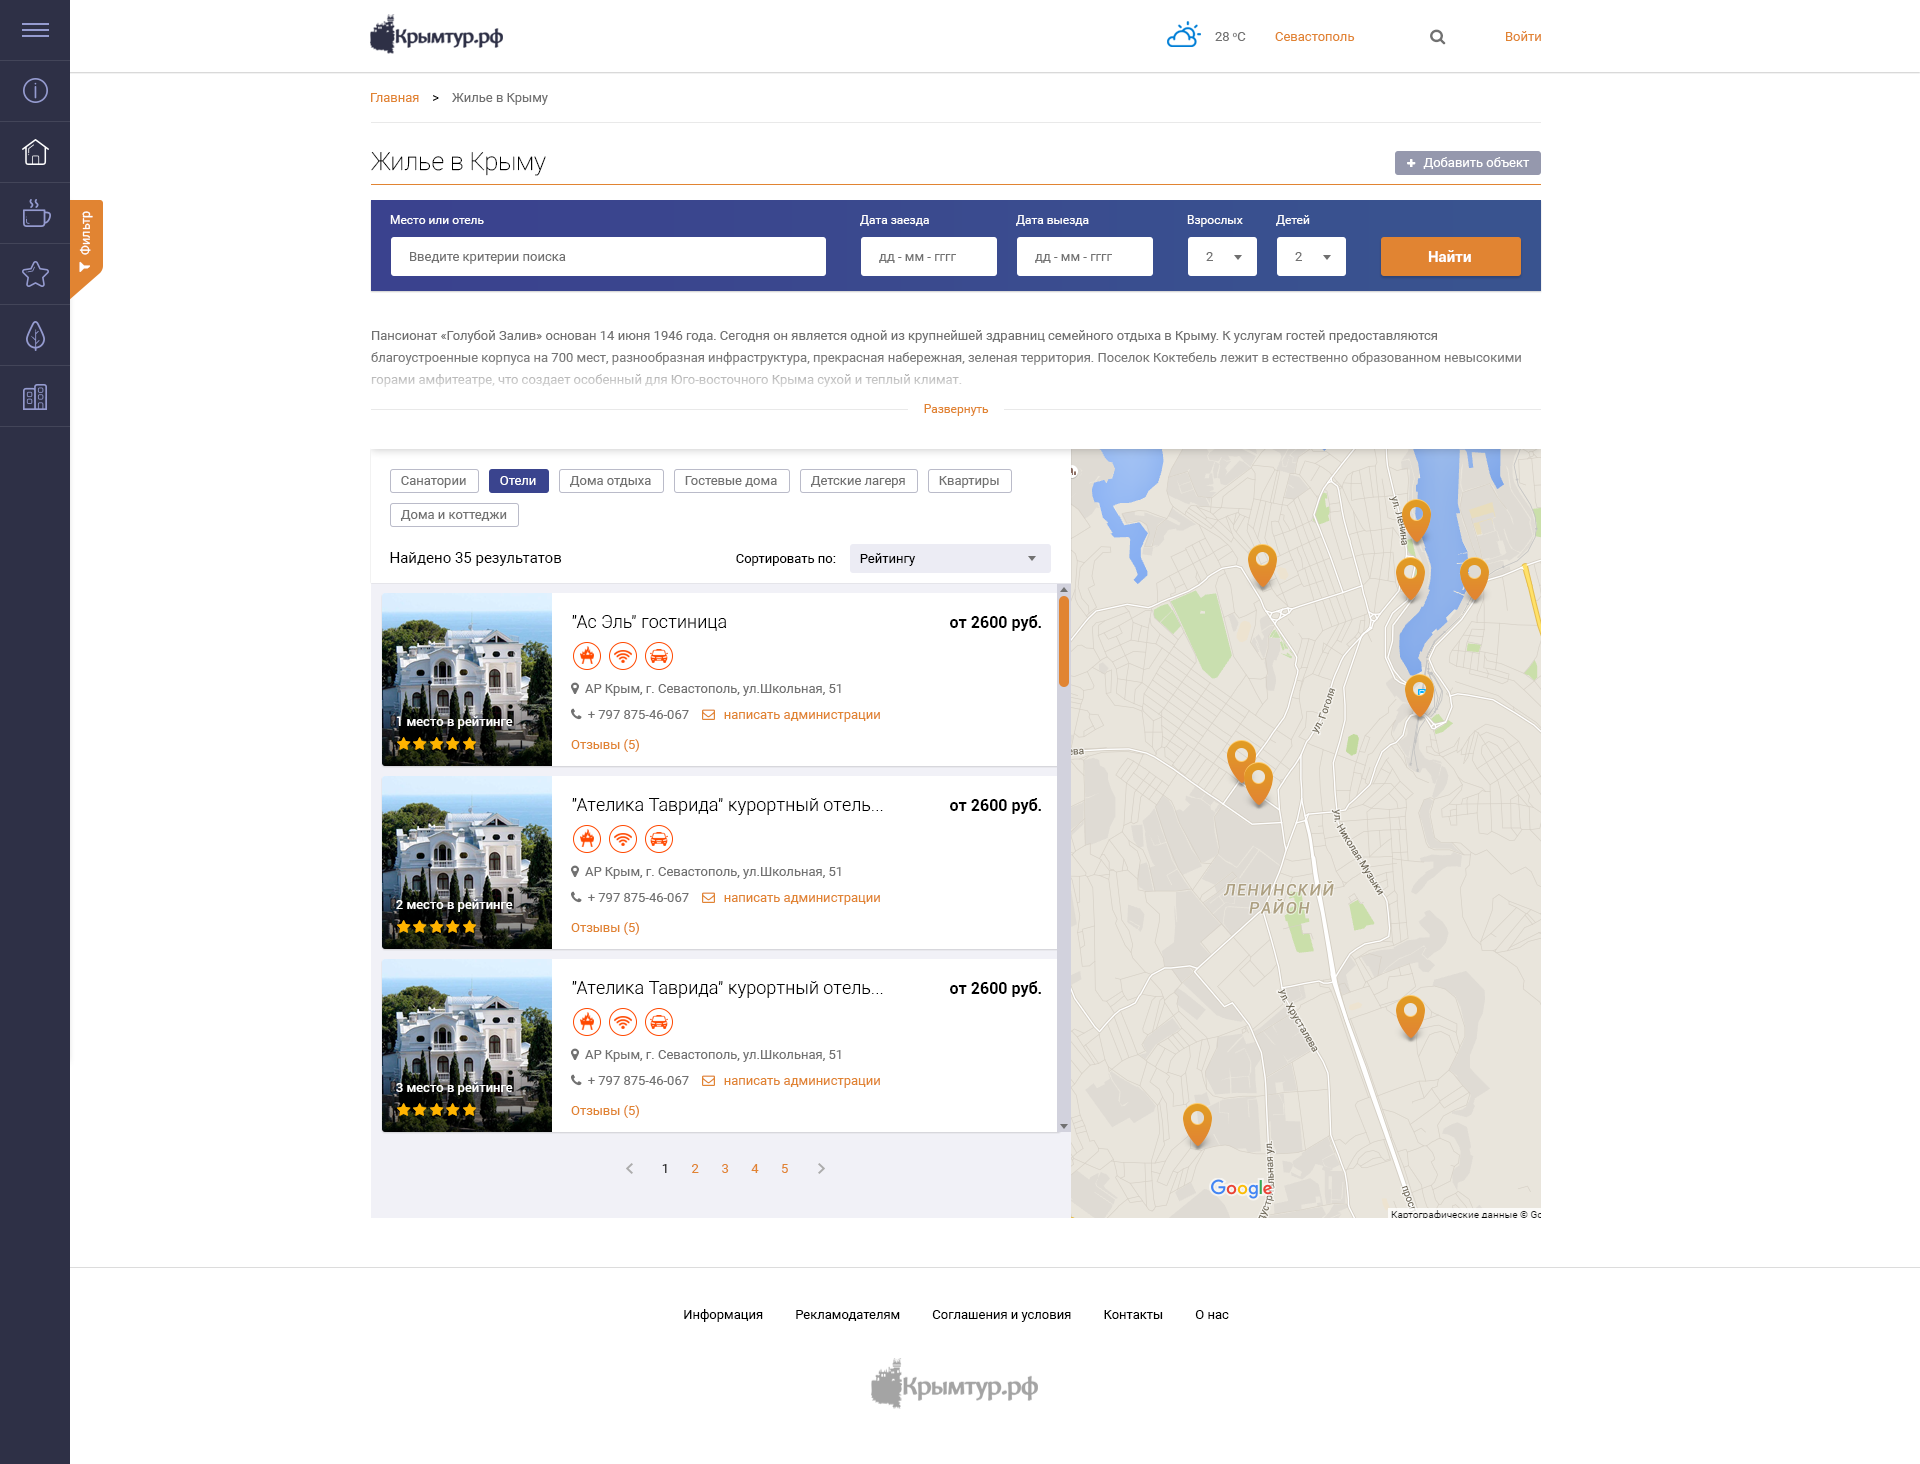 Крымтур.рф
28 °C
Севастополь
Войти
Главная > Жилье в Крыму
Жилье в Крыму
Добавить объект
Фильтр
Место или отель
Дата заезда
Дата выезда
Взрослых
Детей
Введите критерии поиска
дд - мм - гггг
дд - мм - гггг
2
2
Найти
Пансионат «Голубой Залив» основан 14 июня 1946 года. Сегодня он является одной из крупнейшей здравниц семейного отдыха в Крыму. К услугам гостей предоставляются
благоустроенные корпуса на 700 мест, разнообразная инфраструктура, прекрасная набережная, зеленая территория. Поселок Коктебель лежит в естественно образованном невысокими
горами амфитеатре, что создает особенный для Юго-восточного Крыма сухой и теплый климат.
Развернуть
Санатории
Отели
Дома отдыха
Гостевые дома
Детские лагеря
Квартиры
Дома и коттеджи
Найдено 35 результатов
Сортировать по:
Рейтингу
"Ас Эль" гостиница
от 2600 руб.
АР Крым, г. Севастополь, ул.Школьная, 51
+ 797 875-46-067
написать администрации
Отзывы (5)
1 место в рейтинге
"Ателика Таврида" курортный отель...
от 2600 руб.
АР Крым, г. Севастополь, ул.Школьная, 51
+ 797 875-46-067
написать администрации
Отзывы (5)
2 место в рейтинге
"Ателика Таврида" курортный отель...
от 2600 руб.
АР Крым, г. Севастополь, ул.Школьная, 51
+ 797 875-46-067
написать администрации
Отзывы (5)
3 место в рейтинге
1 2 3 4 5
ул. Ленина
ул. Гоголя
ева
ул. Николая Музыки
ЛЕНИНСКИЙ
РАЙОН
ул. Хрусталева
Google
Картографические данные © Go
Информация
Рекламодателям
Соглашения и условия
Контакты
О нас
Крымтур.рф